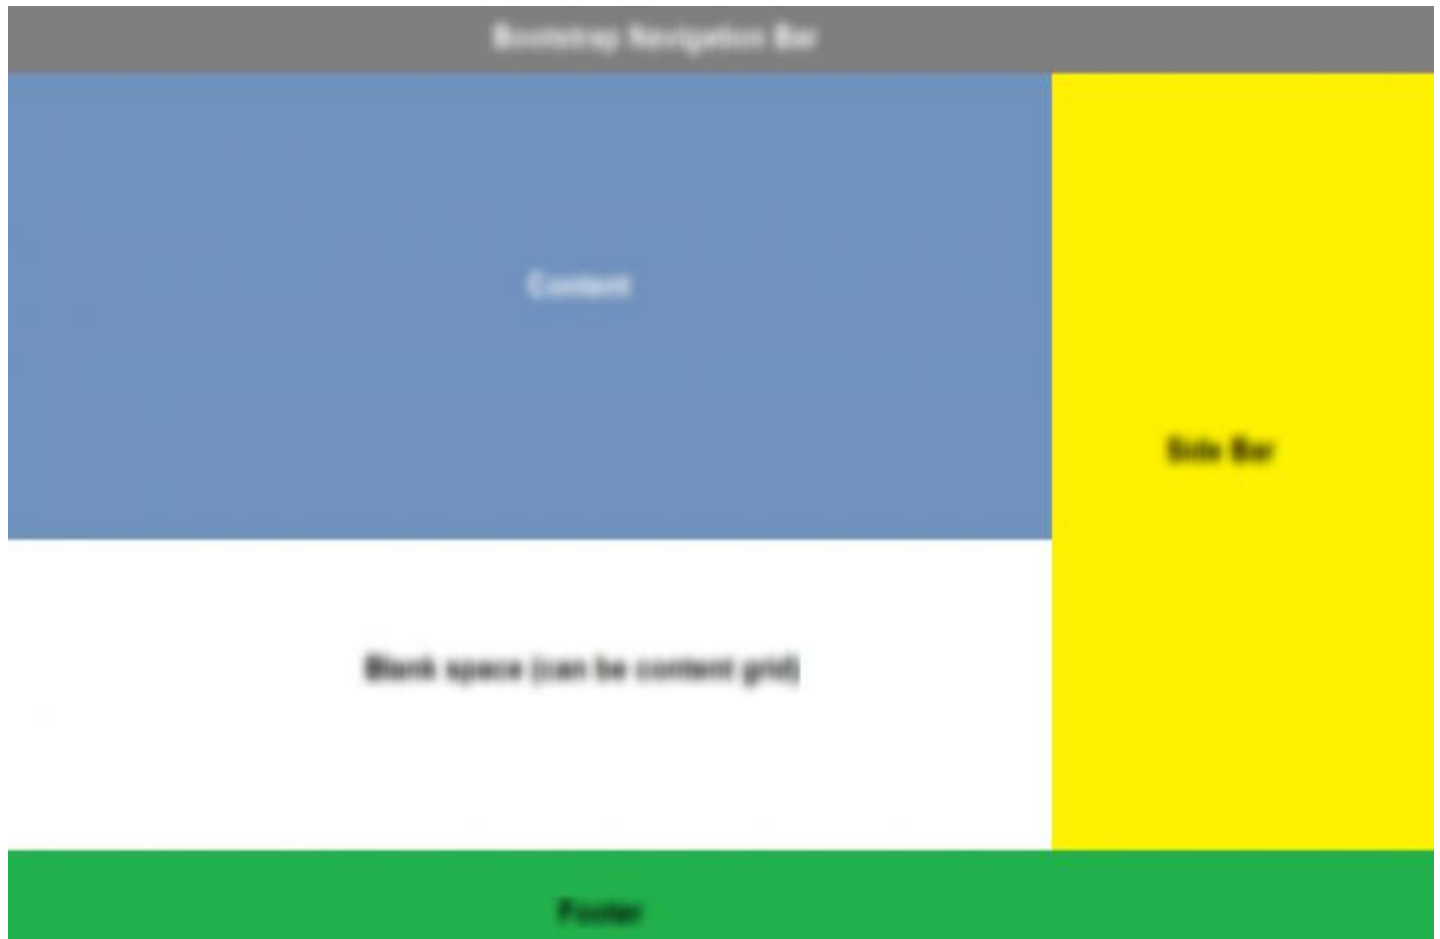 Bootstrap Navigation Bar
Content
Side Bar
Blank space (can be content grid)
Footer